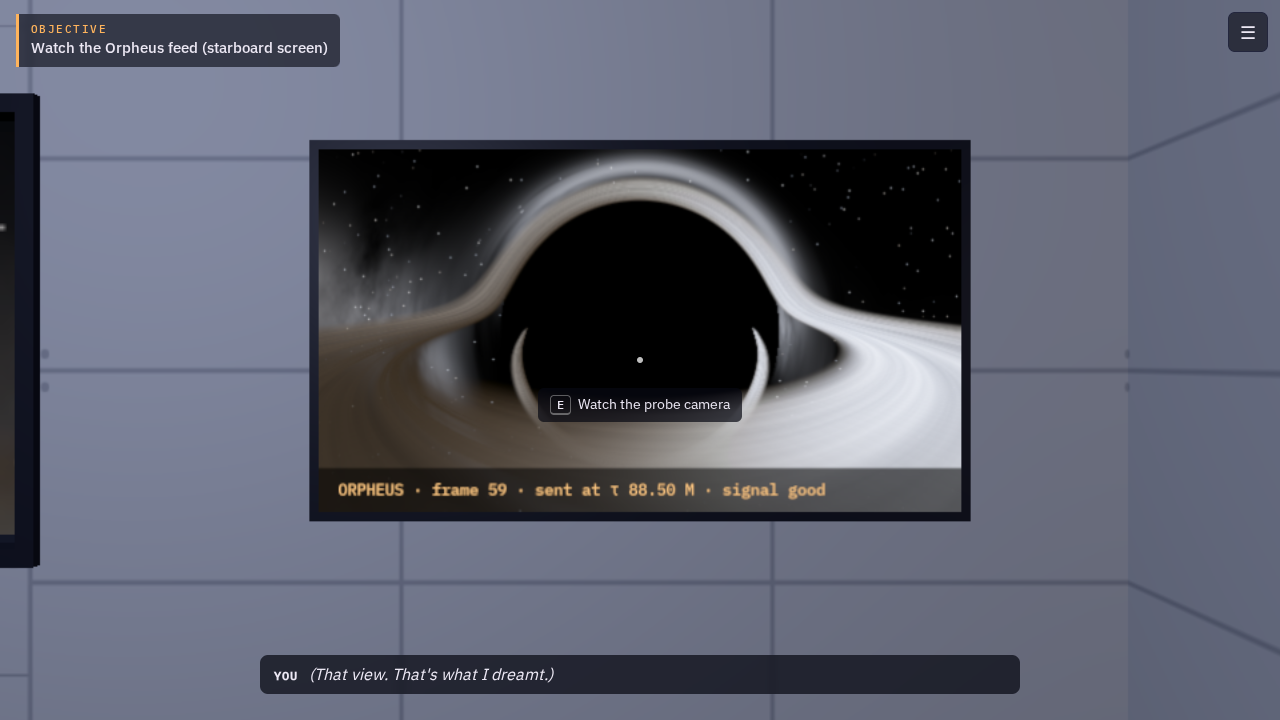 OBJECTIVE
Watch the Orpheus feed (starboard screen)
☰
E Watch the probe camera
ORPHEUS · frame 59 · sent at τ 88.50 M · signal good
YOU (That view. That's what I dreamt.)